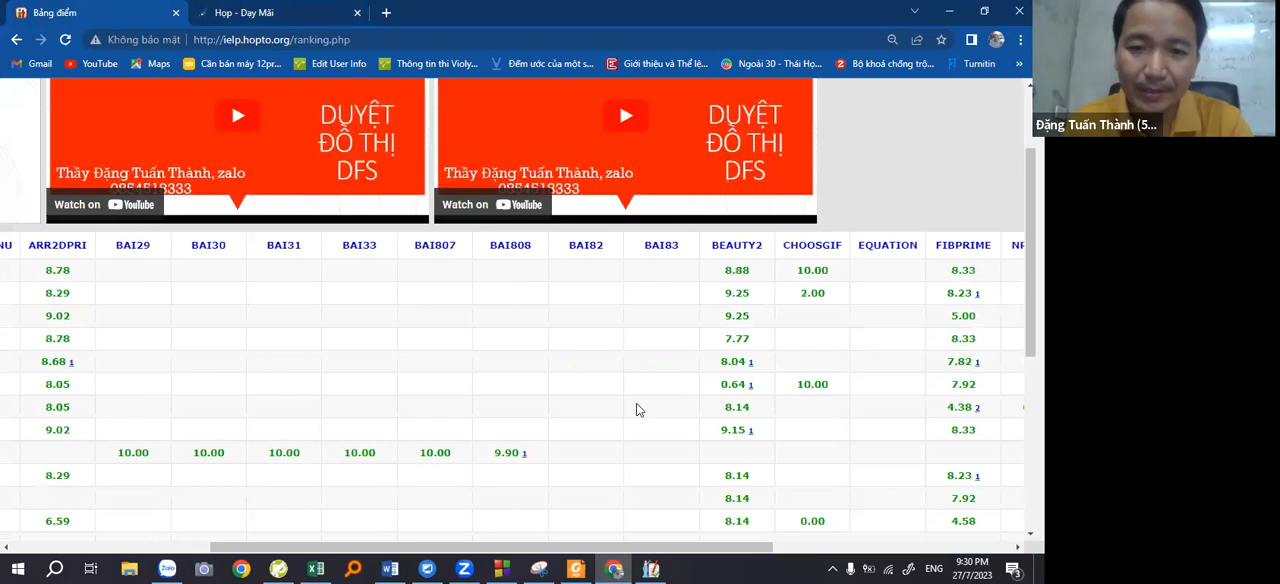 Bảng điểm
Họp - Dạy Mãi
Không bảo mật
http://ielp.hopto.org/ranking.php
Gmail
YouTube
Maps
Căn bản máy 12pr...
Edit User Info
Thông tin thi Violy...
Đếm ước của một s...
Giới thiệu và Thể lệ...
Ngoài 30 - Thái Họ...
Bộ khoá chống trộ...
Turnitin
»
Đặng Tuấn Thành (5...
DUYỆT
ĐỒ THỊ
DFS
Thầy Đặng Tuấn Thành, zalo
0854518333
Watch on YouTube
DUYỆT
ĐỒ THỊ
DFS
Thầy Đặng Tuấn Thành, zalo
0854518333
Watch on YouTube
NU ARR2DPRI BAI29 BAI30 BAI31 BAI33 BAI807 BAI808 BAI82 BAI83 BEAUTY2 CHOOSGIF EQUATION FIBPRIME NP
8.78 8.88 10.00 8.33
8.29 9.25 2.00 8.23 1
9.02 9.25 5.00
8.78 7.77 8.33
8.68 1 8.04 1 7.82 1
8.05 0.64 1 10.00 7.92
8.05 8.14 4.38 2
9.02 9.15 1 8.33
10.00 10.00 10.00 10.00 10.00 9.90 1
8.29 8.14 8.23 1
8.14 7.92
6.59 8.14 0.00 4.58
ENG
9:30 PM
27/7/2023
3